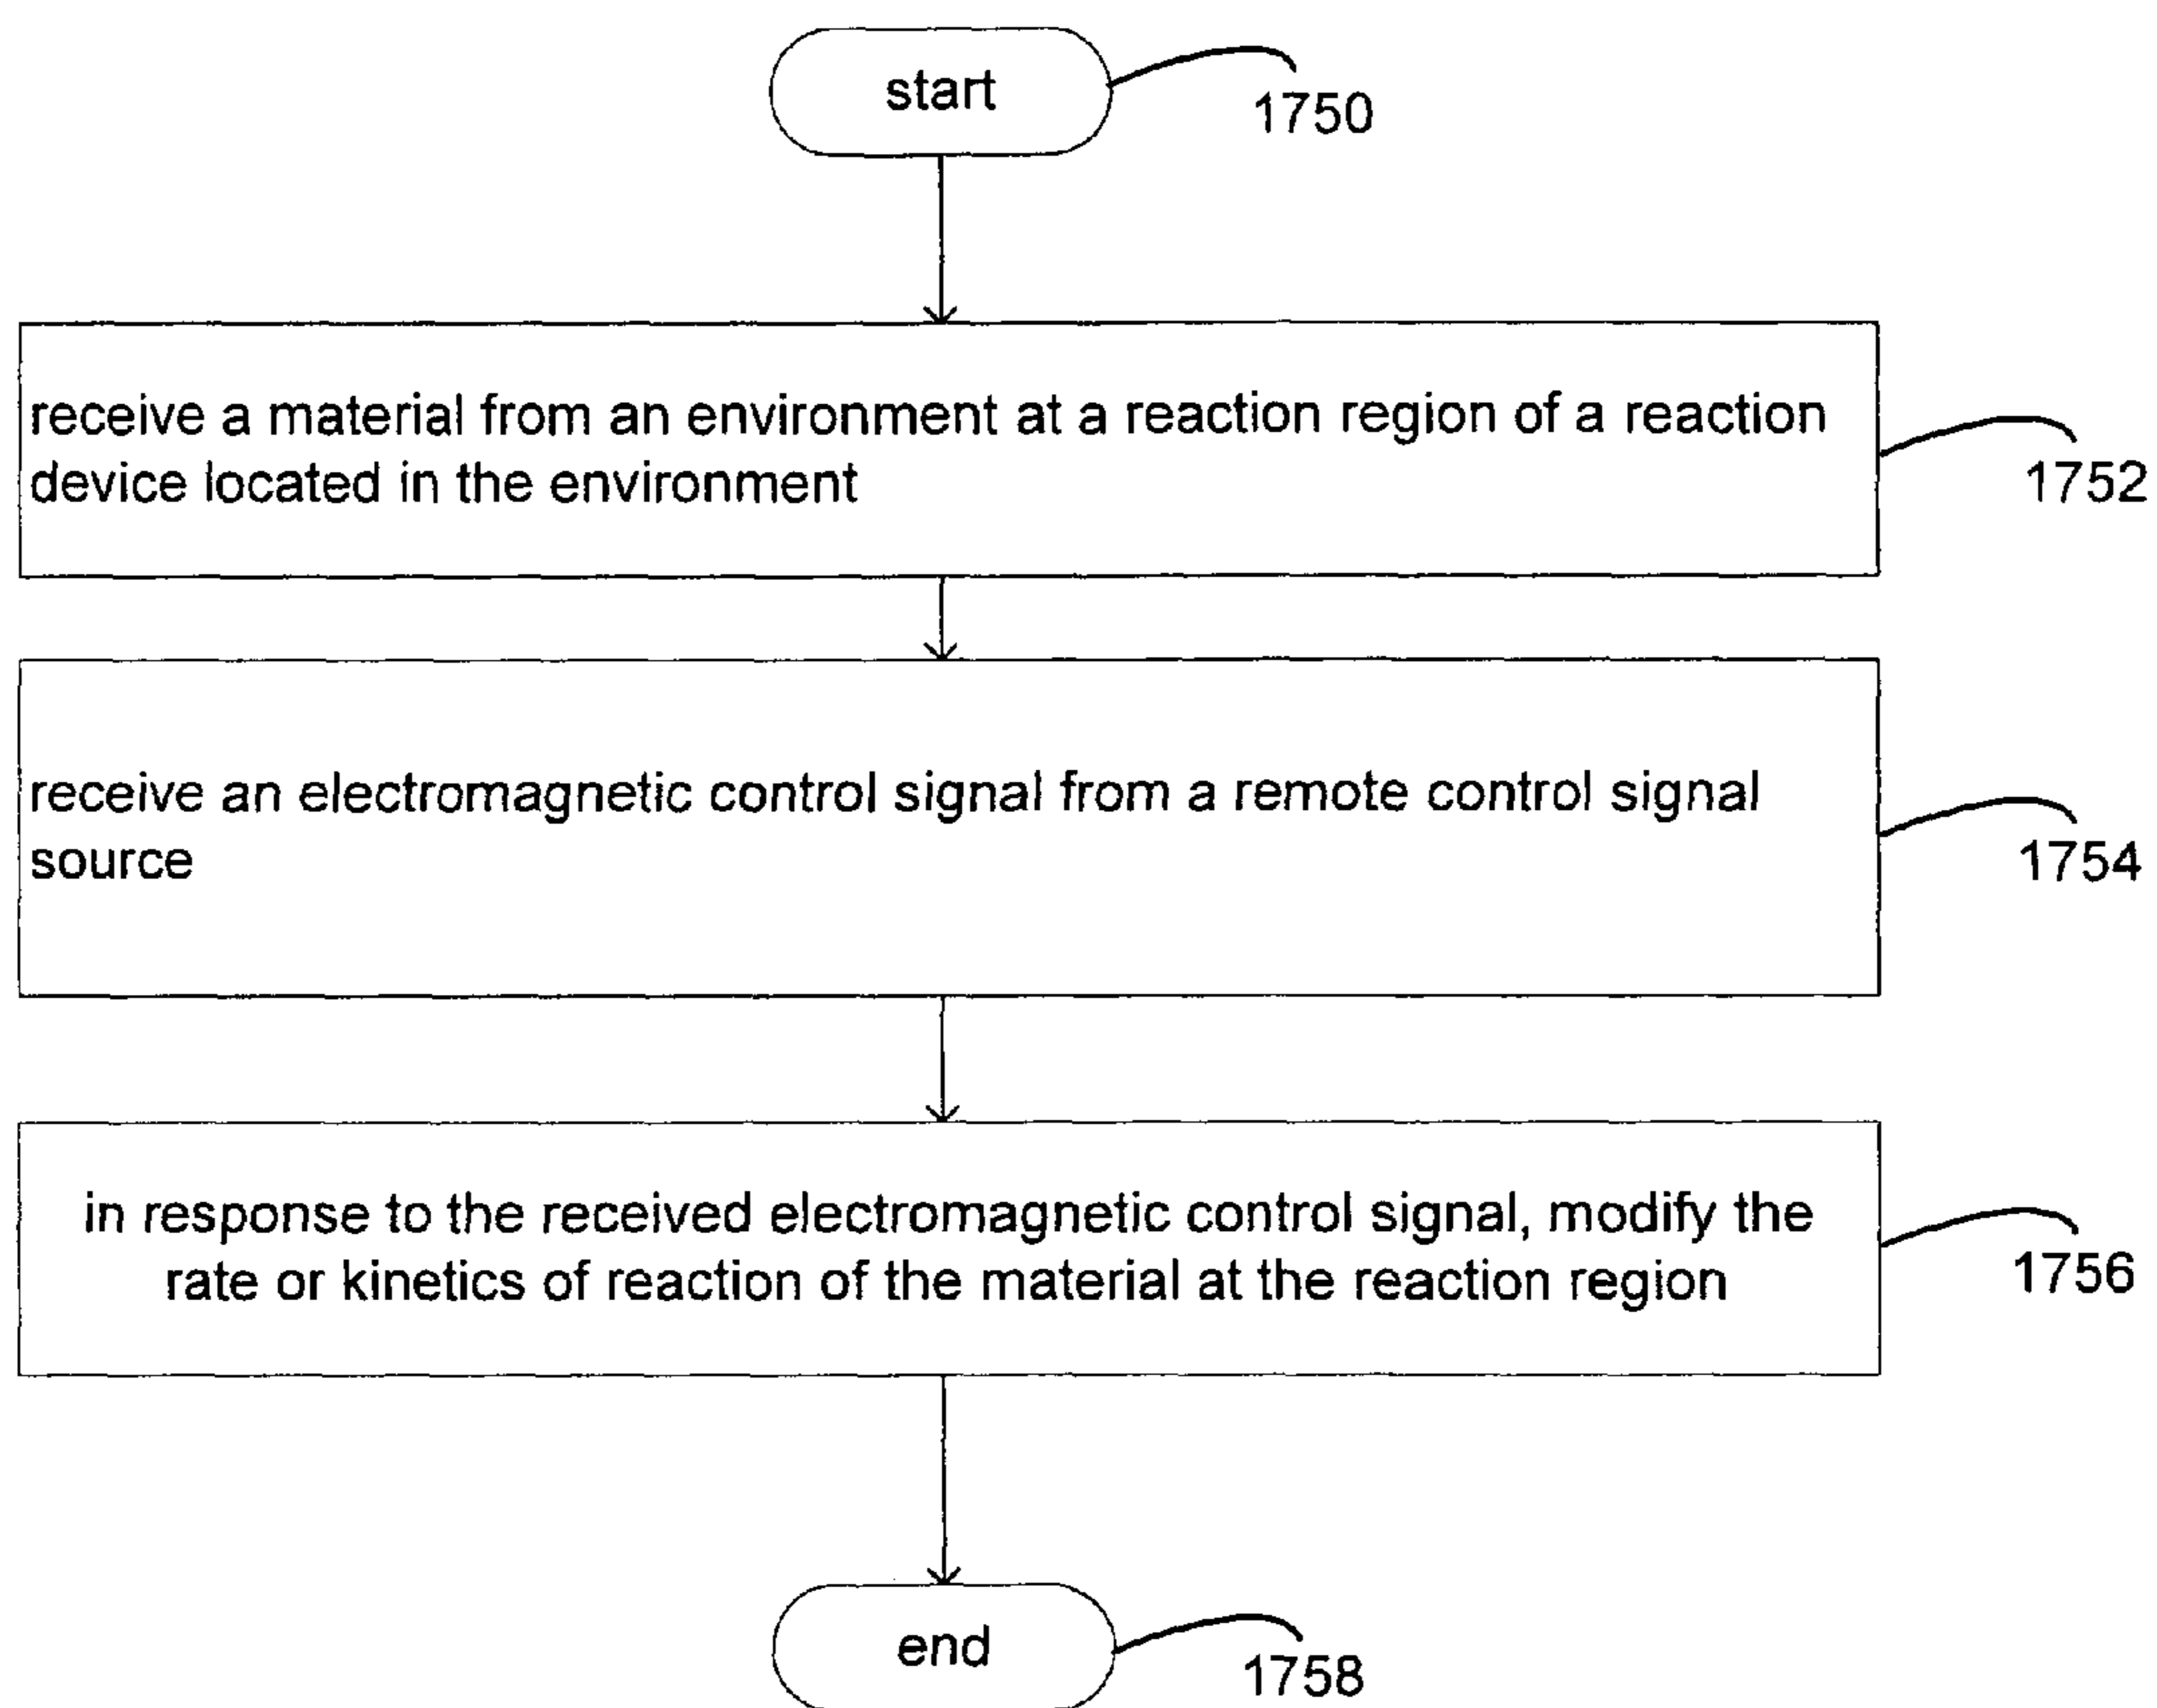 start
1750
receive a material from an environment at a reaction region of a reaction
device located in the environment
1752
receive an electromagnetic control signal from a remote control signal
source
1754
in response to the received electromagnetic control signal, modify the
rate or kinetics of reaction of the material at the reaction region
1756
end
1758